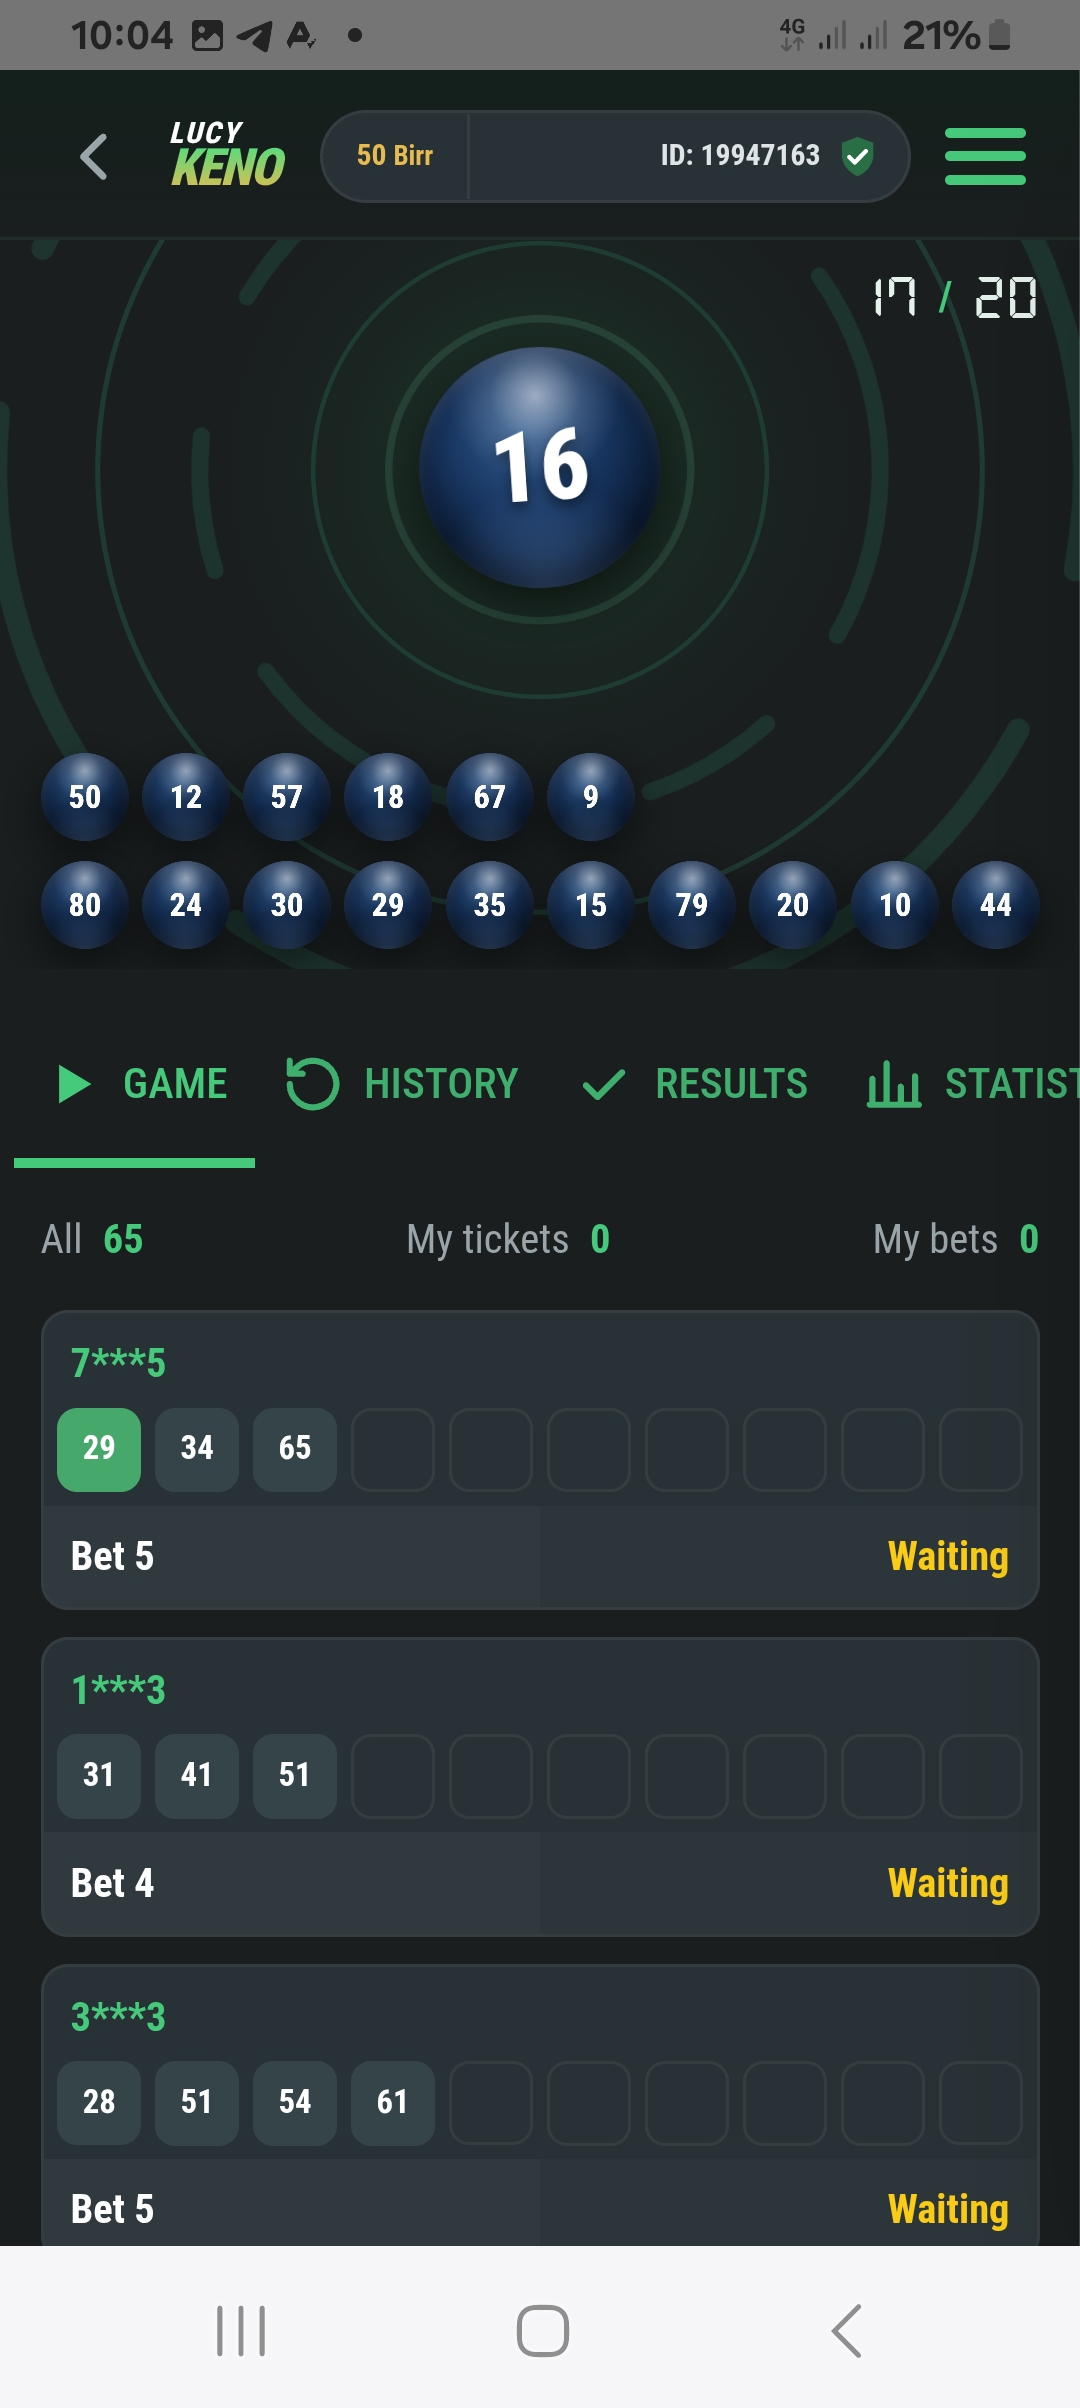 10:04 4G 21%
LUCY
KENO
50 Birr ID: 19947163
17 / 20
16
50 12 57 18 67 9
80 24 30 29 35 15 79 20 10 44
GAME HISTORY RESULTS STATIST
All 65 My tickets 0 My bets 0
7***5
29 34 65
Bet 5 Waiting
1***3
31 41 51
Bet 4 Waiting
3***3
28 51 54 61
Bet 5 Waiting